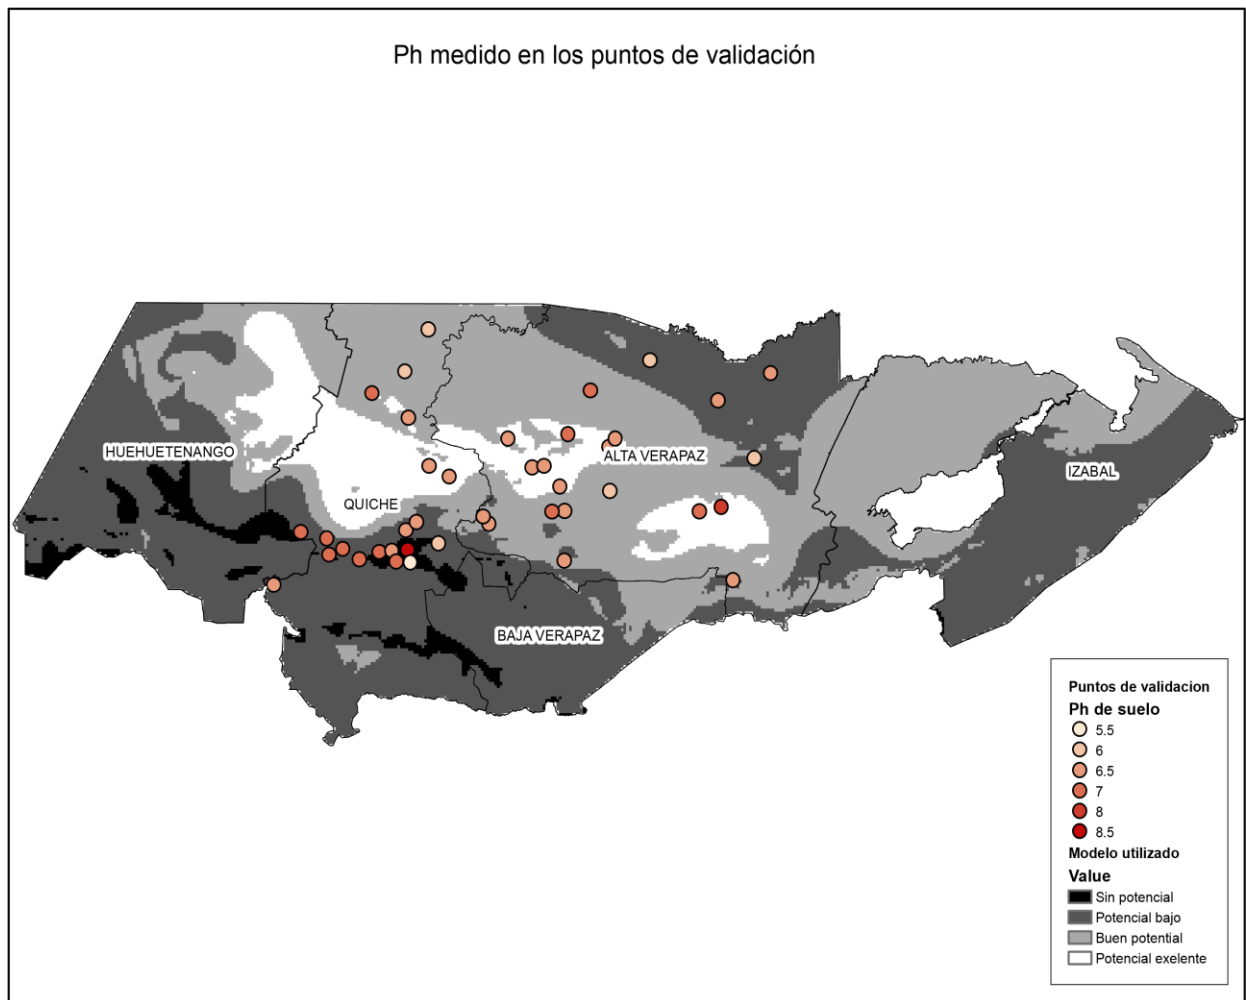 Ph medido en los puntos de validación
HUEHUETENANGO
QUICHE
ALTA VERAPAZ
IZABAL
BAJA VERAPAZ
Puntos de validacion
Ph de suelo
5.5
6
6.5
7
8
8.5
Modelo utilizado
Value
Sin potencial
Potencial bajo
Buen potential
Potencial exelente